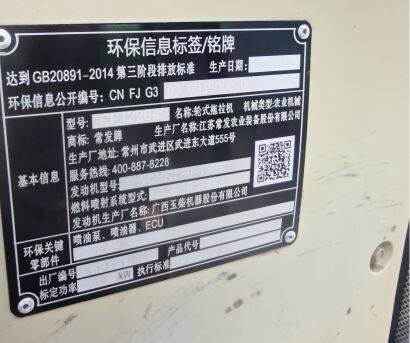 环保信息标签/铭牌
达到 GB20891-2014 第三阶段排放标准 生产日期:
环保信息公开编号: CN FJ G3
基本信息
型号: 名称:轮式拖拉机 机械类型:农业机械
商标: 常发牌 生产厂名称:江苏常发农业装备股份有限公司
生产厂地址: 常州市武进区武进东大道555号
服务热线: 400-887-8228
发动机型号:
燃料喷射系统型式:
发动机生产厂名称: 广西玉柴机器股份有限公司
环保关键零部件
喷油泵、喷油器、ECU
出厂编号 产品代号
标定功率 kW 执行标准